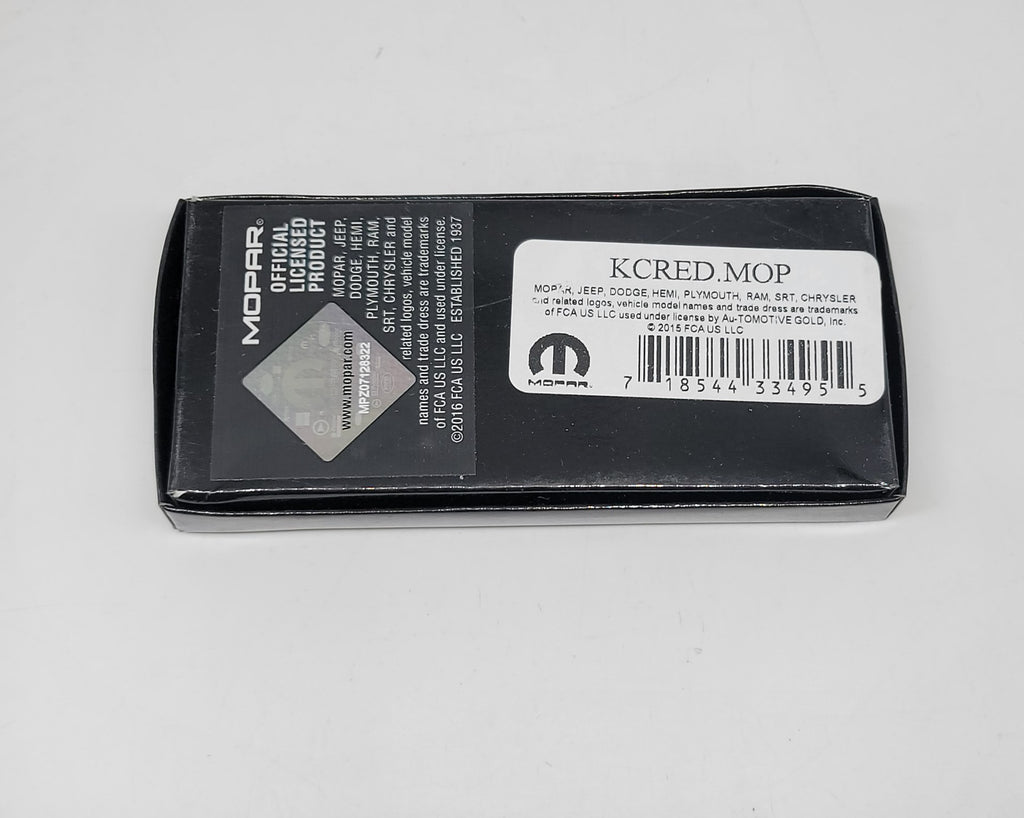 MOPAR®
OFFICIAL
LICENSED
PRODUCT
MOPAR, JEEP,
DODGE, HEMI,
PLYMOUTH, RAM,
SRT, CHRYSLER and
related logos, vehicle model
names and trade dress are trademarks
of FCA US LLC and used under license.
©2016 FCA US LLC ESTABLISHED 1937
www.mopar.com
MPZ07128322
KCRED.MOP
MOPAR, JEEP, DODGE, HEMI, PLYMOUTH, RAM, SRT, CHRYSLER
and related logos, vehicle model names and trade dress are trademarks
of FCA US LLC used under license by Au-TOMOTIVE GOLD, Inc.
© 2015 FCA US LLC
MOPAR.
7 18544 33495 5